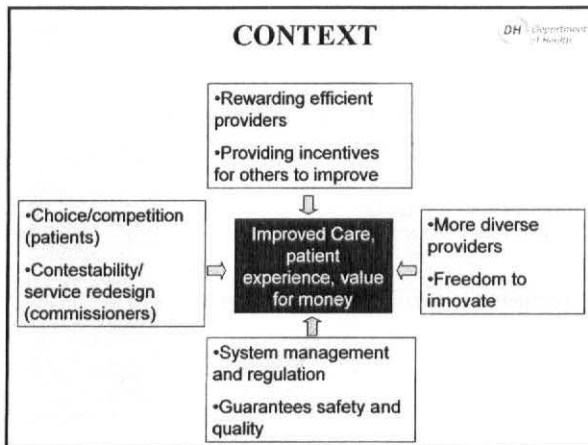 CONTEXT
DH Department
of Health
•Rewarding efficient
providers
•Providing incentives
for others to improve
•Choice/competition
(patients)
•Contestability/
service redesign
(commissioners)
Improved Care,
patient
experience, value
for money
•More diverse
providers
•Freedom to
innovate
•System management
and regulation
•Guarantees safety and
quality